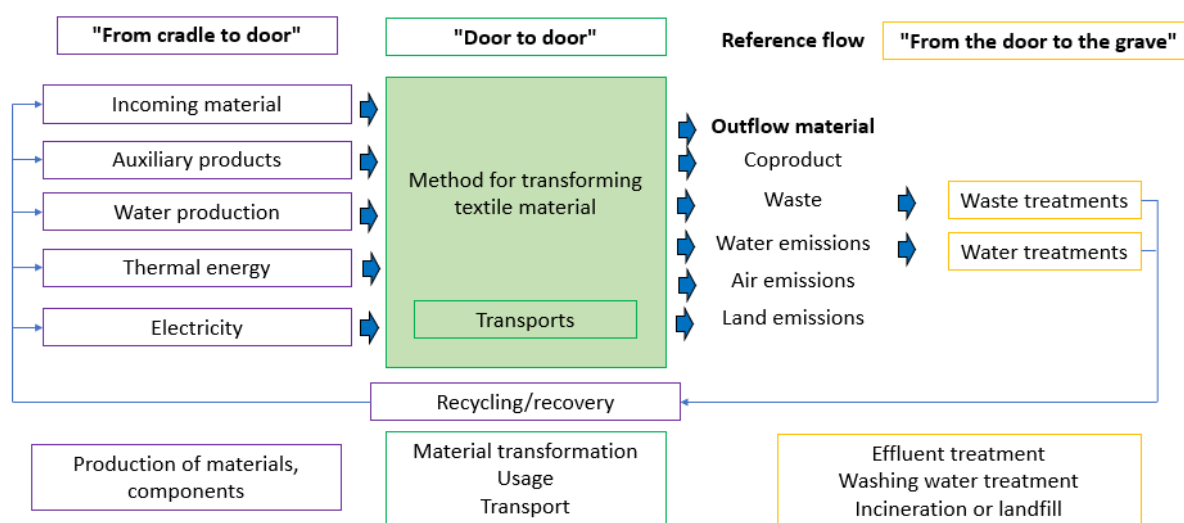 "From cradle to door"
"Door to door"
Reference flow
"From the door to the grave"
Incoming material
Auxiliary products
Water production
Thermal energy
Electricity
Method for transforming
textile material
Transports
Outflow material
Coproduct
Waste
Water emissions
Air emissions
Land emissions
Waste treatments
Water treatments
Recycling/recovery
Production of materials,
components
Material transformation
Usage
Transport
Effluent treatment
Washing water treatment
Incineration or landfill